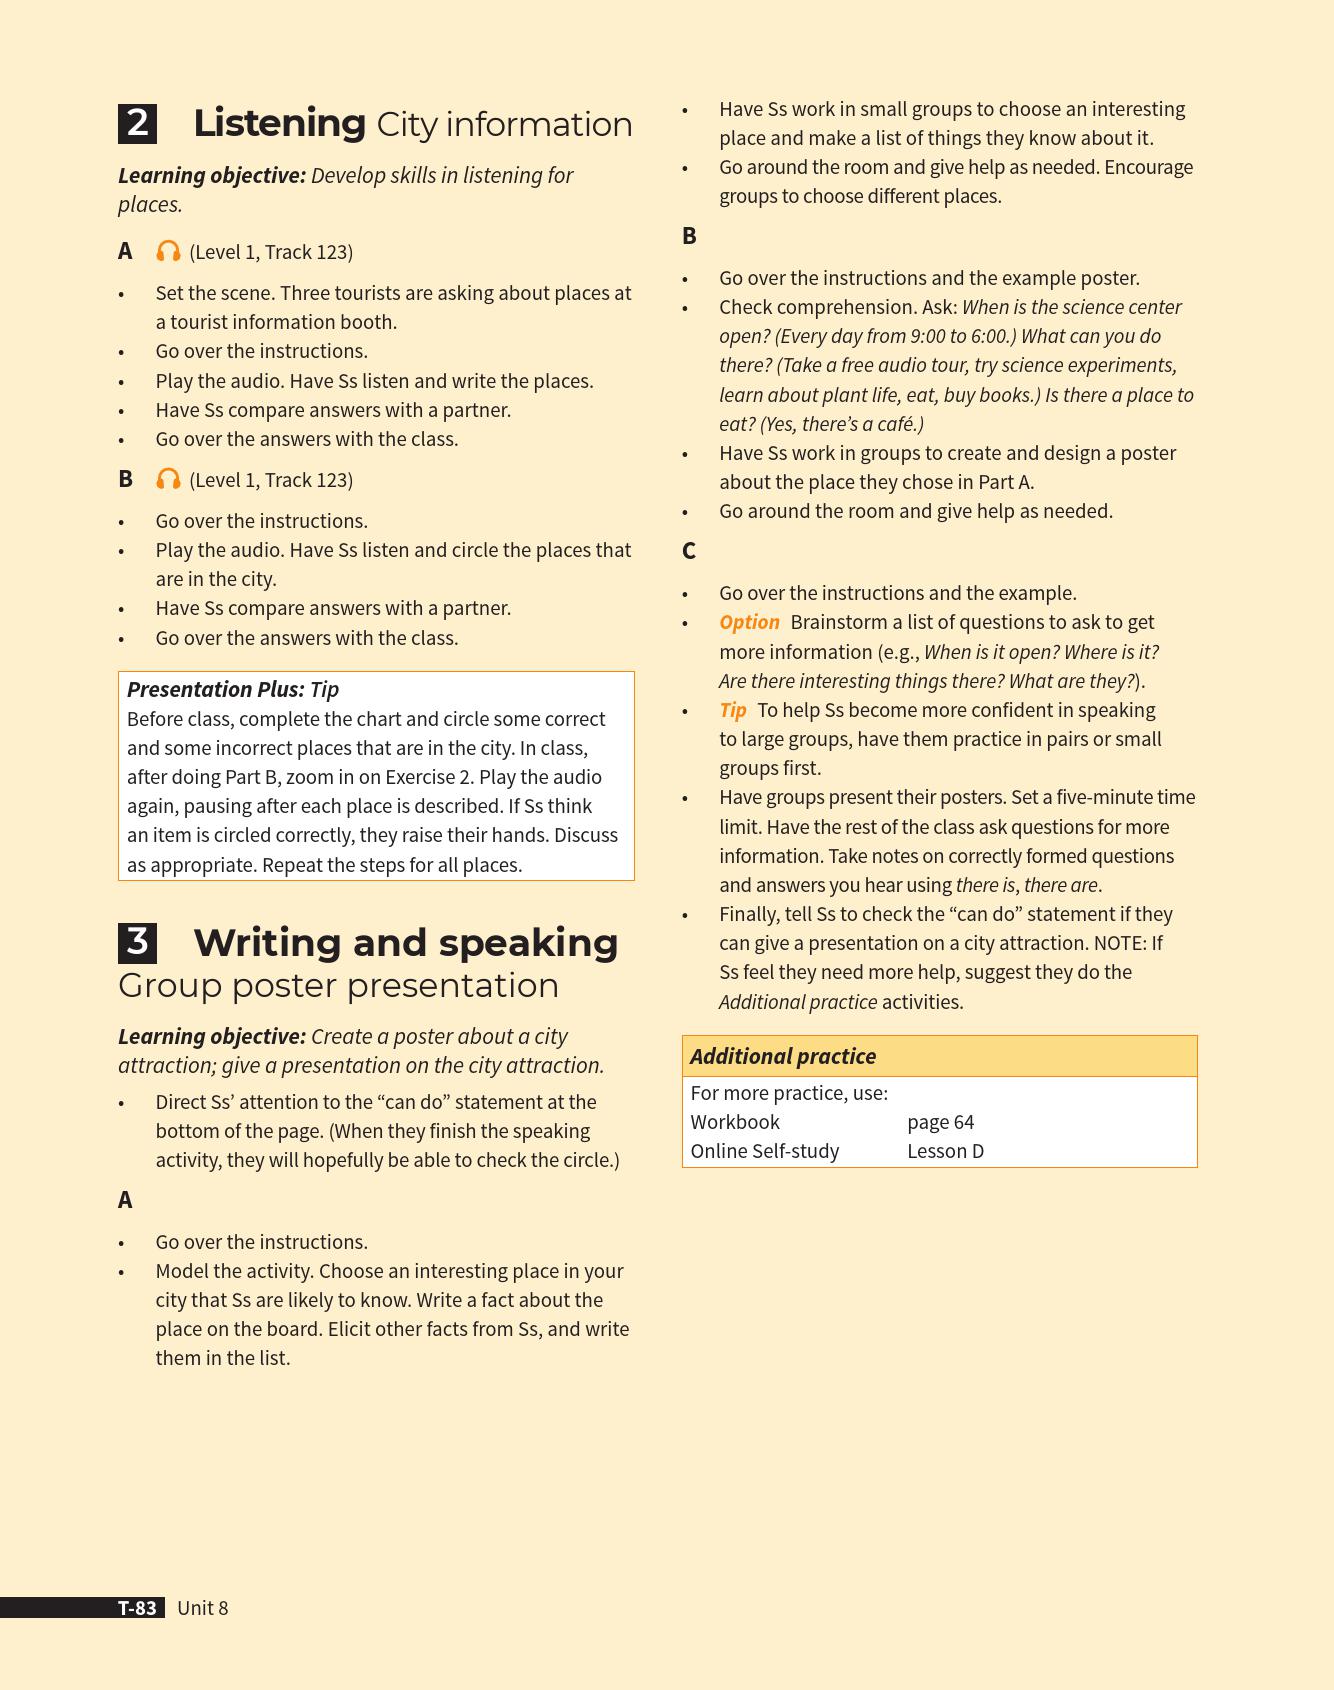 2 Listening City information
Learning objective: Develop skills in listening for
places.
A (Level 1, Track 123)
• Set the scene. Three tourists are asking about places at
a tourist information booth.
• Go over the instructions.
• Play the audio. Have Ss listen and write the places.
• Have Ss compare answers with a partner.
• Go over the answers with the class.
B (Level 1, Track 123)
• Go over the instructions.
• Play the audio. Have Ss listen and circle the places that
are in the city.
• Have Ss compare answers with a partner.
• Go over the answers with the class.
Presentation Plus: Tip
Before class, complete the chart and circle some correct
and some incorrect places that are in the city. In class,
after doing Part B, zoom in on Exercise 2. Play the audio
again, pausing after each place is described. If Ss think
an item is circled correctly, they raise their hands. Discuss
as appropriate. Repeat the steps for all places.
3 Writing and speaking
Group poster presentation
Learning objective: Create a poster about a city
attraction; give a presentation on the city attraction.
• Direct Ss’ attention to the “can do” statement at the
bottom of the page. (When they finish the speaking
activity, they will hopefully be able to check the circle.)
A
• Go over the instructions.
• Model the activity. Choose an interesting place in your
city that Ss are likely to know. Write a fact about the
place on the board. Elicit other facts from Ss, and write
them in the list.
• Have Ss work in small groups to choose an interesting
place and make a list of things they know about it.
• Go around the room and give help as needed. Encourage
groups to choose different places.
B
• Go over the instructions and the example poster.
• Check comprehension. Ask: When is the science center
open? (Every day from 9:00 to 6:00.) What can you do
there? (Take a free audio tour, try science experiments,
learn about plant life, eat, buy books.) Is there a place to
eat? (Yes, there’s a café.)
• Have Ss work in groups to create and design a poster
about the place they chose in Part A.
• Go around the room and give help as needed.
C
• Go over the instructions and the example.
• Option Brainstorm a list of questions to ask to get
more information (e.g., When is it open? Where is it?
Are there interesting things there? What are they?).
• Tip To help Ss become more confident in speaking
to large groups, have them practice in pairs or small
groups first.
• Have groups present their posters. Set a five-minute time
limit. Have the rest of the class ask questions for more
information. Take notes on correctly formed questions
and answers you hear using there is, there are.
• Finally, tell Ss to check the “can do” statement if they
can give a presentation on a city attraction. NOTE: If
Ss feel they need more help, suggest they do the
Additional practice activities.
Additional practice
For more practice, use:
Workbook page 64
Online Self-study Lesson D
T-83 Unit 8